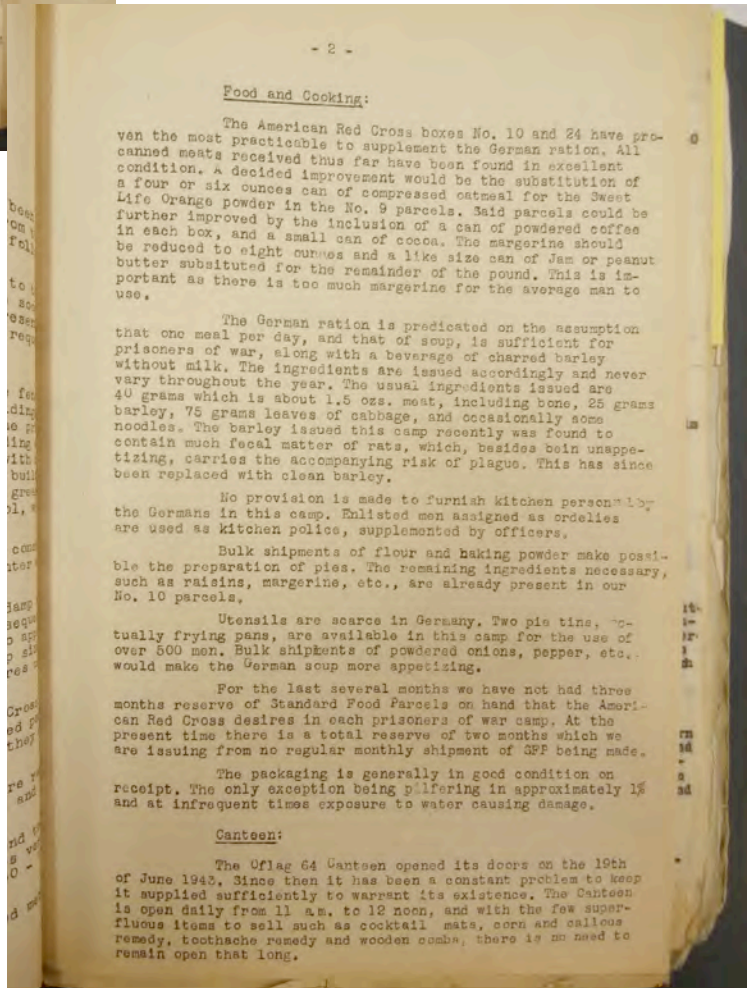 - 2 -
Food and Cooking:
The American Red Cross boxes No. 10 and 24 have pro-
ven the most practicable to supplement the German ration. All
canned meats received thus far have been found in excellent
condition. A decided improvement would be the substitution of
a four or six ounces can of compressed oatmeal for the Sweet
Life Orange powder in the No. 9 parcels. Said parcels could be
further improved by the inclusion of a can of powdered coffee
in each box, and a small can of cocoa. The margerine should
be reduced to eight ounces and a like size can of Jam or peanut
butter subsituted for the remainder of the pound. This is im-
portant as there is too much margerine for the average man to
use.
The German ration is predicated on the assumption
that one meal per day, and that of soup, is sufficient for
prisoners of war, along with a beverage of charred barley
without milk. The ingredients are issued accordingly and never
vary throughout the year. The usual ingredients issued are
40 grams which is about 1.5 ozs. meat, including bone, 25 grams
barley, 75 grams leaves of cabbage, and occasionally some
noodles. The barley issued this camp recently was found to
contain much fecal matter of rats, which, besides bein unappe-
tizing, carries the accompanying risk of plague. This has since
been replaced with clean barley.
No provision is made to furnish kitchen by
the Germans in this camp. Enlisted men assigned as ordelies
are used as kitchen police, supplemented by officers.
Bulk shipments of flour and baking powder make possi-
ble the preparation of pies. The remaining ingredients necessary,
such as raisins, margerine, etc., are already present in our
No. 10 parcels.
Utensils are scarce in Germany. Two pie tins, ac-
tually frying pans, are available in this camp for the use of
over 500 men. Bulk shipments of powdered onions, pepper, etc.
would make the German soup more appetizing.
For the last several months we have not had three
months reserve of Standard Food Parcels on hand that the Ameri-
can Red Cross desires in each prisoners of war camp. At the
present time there is a total reserve of two months which we
are issuing from no regular monthly shipment of SFP being made.
The packaging is generally in good condition on
receipt. The only exception being pilfering in approximately 1%
and at infrequent times exposure to water causing damage.
Canteen:
The Oflag 64 Canteen opened its doors on the 19th
of June 1943. Since then it has been a constant problem to keep
it supplied sufficiently to warrant its existence. The Canteen
is open daily from 11 a.m. to 12 noon, and with the few super-
fluous items to sell such as cocktail mats, corn and callous
remedy, toothache remedy and wooden combs, there is no need to
remain open that long.